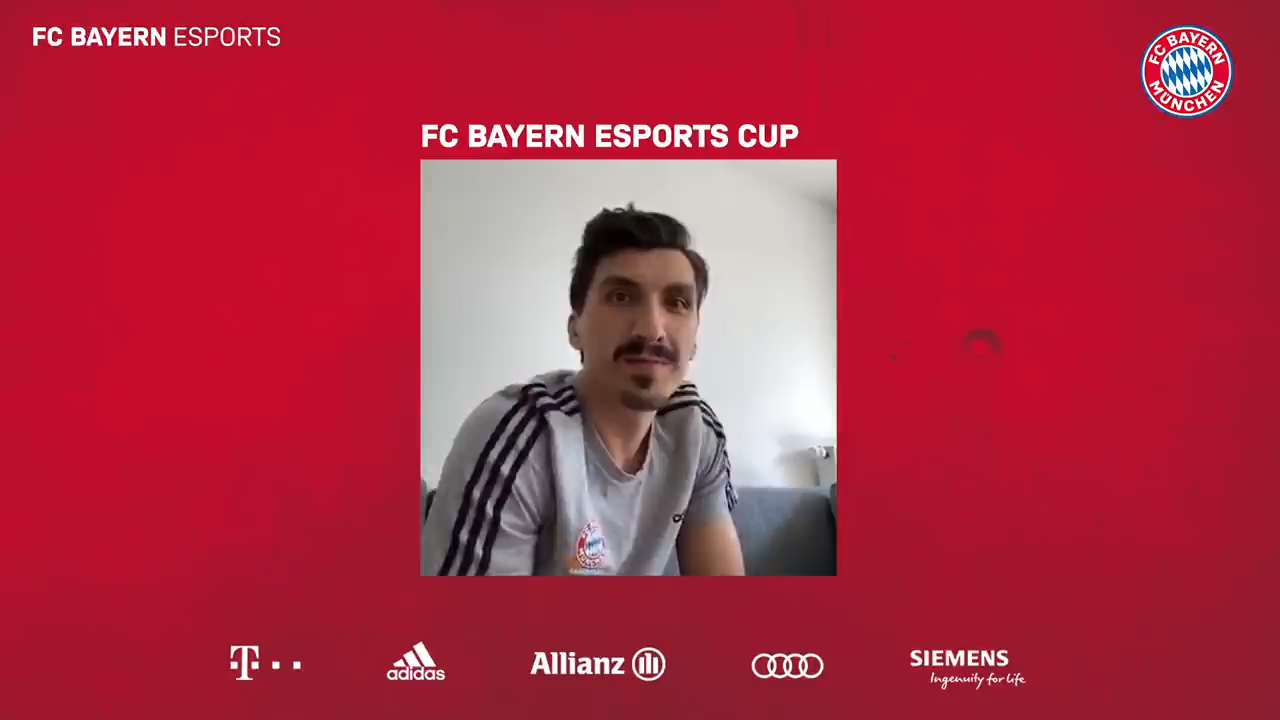 FC BAYERN ESPORTS
FC BAYERN MÜNCHEN
FC BAYERN ESPORTS CUP
T
adidas
Allianz
SIEMENS
Ingenuity for life